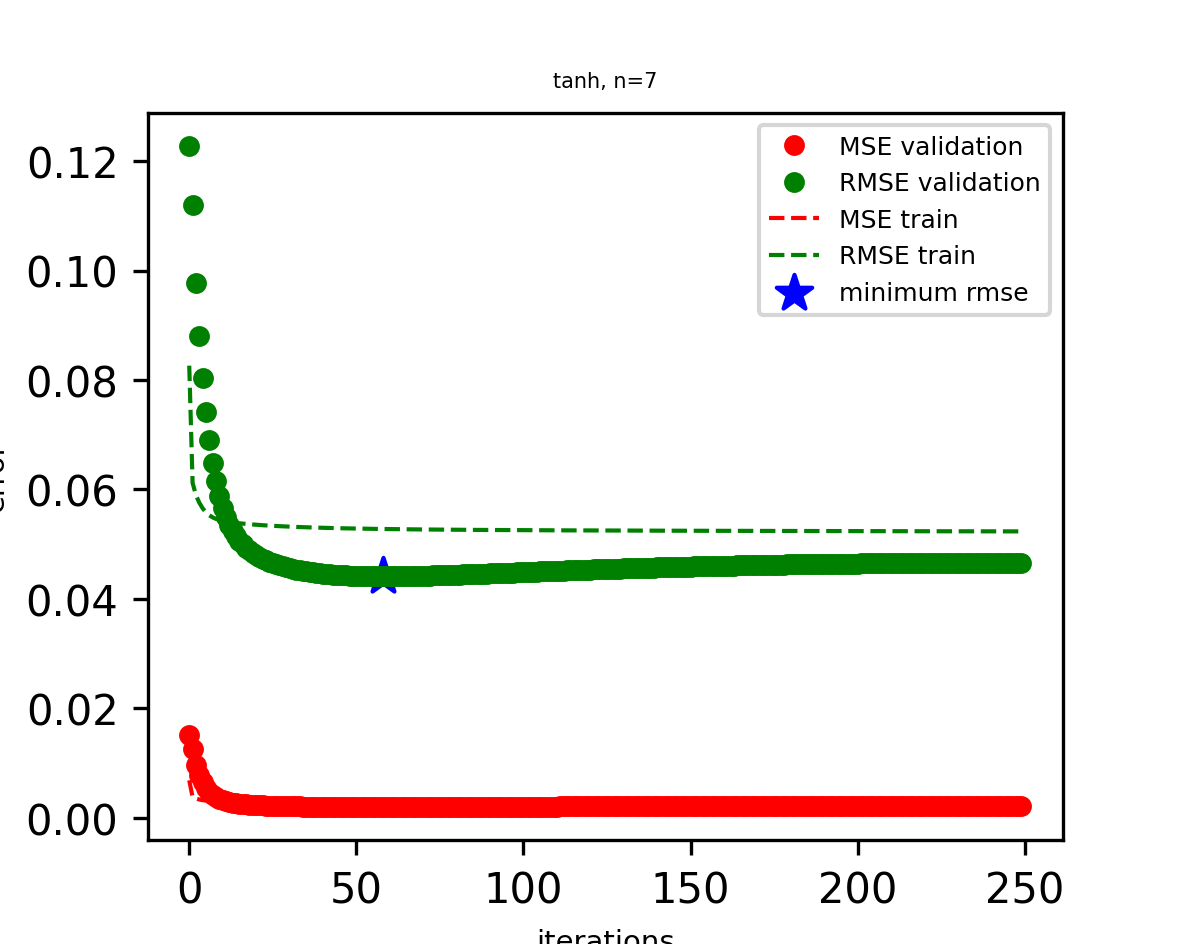 tanh, n=7
MSE validation
RMSE validation
MSE train
RMSE train
minimum rmse
0.12
0.10
0.08
0.06
0.04
0.02
0.00
0 50 100 150 200 250
iterations